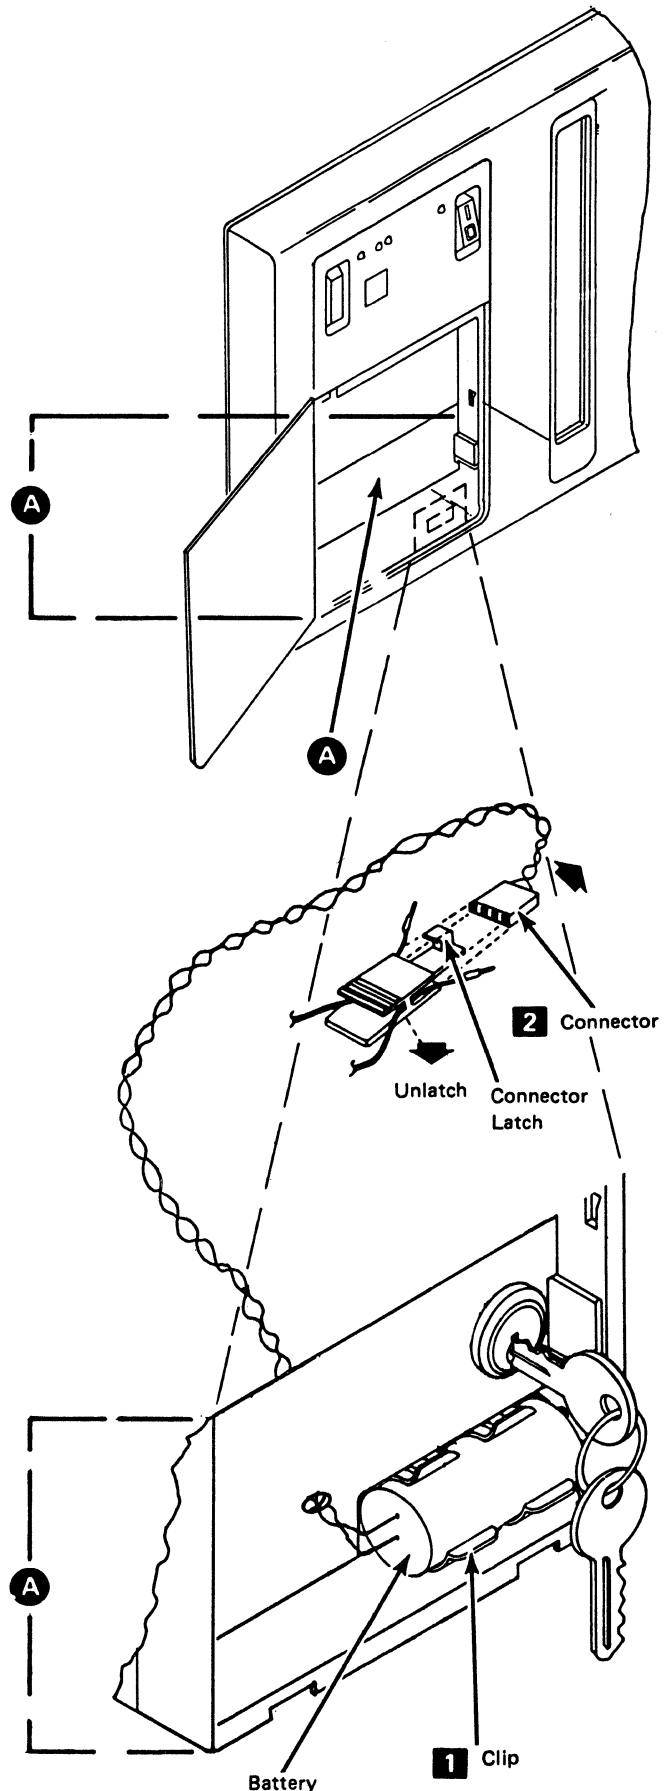 A
A
2 Connector
Unlatch
Connector
Latch
A
1 Clip
Battery